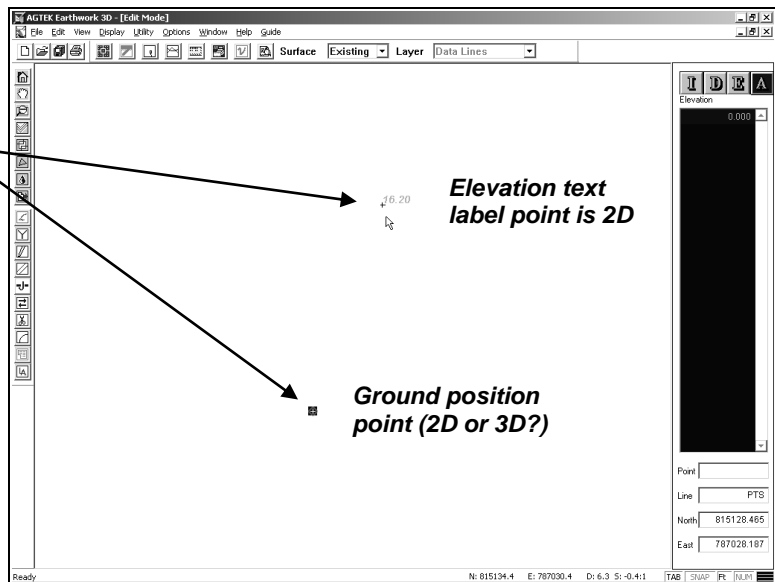 AGTEK Earthwork 3D - [Edit Mode]
File Edit View Display Utility Options Window Help Guide
Surface Existing Layer Data Lines
I D E A
Elevation
0.000
16.20
Elevation text
label point is 2D
Ground position
point (2D or 3D?)
Point
Line PTS
North 815128.465
East 787028.187
Ready N: 815134.4 E: 787030.4 D: 6.3 S: -0.4:1 TAB SNAP Ft NUM